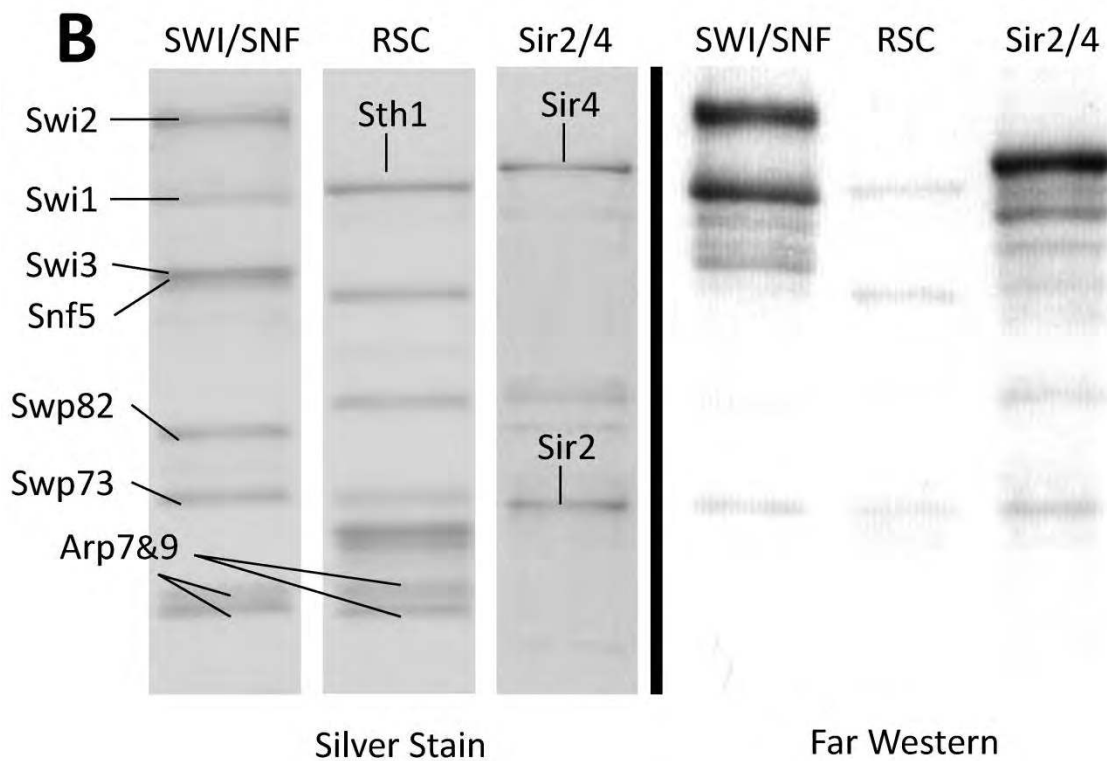 B
SWI/SNF RSC Sir2/4 SWI/SNF RSC Sir2/4
Swi2
Sth1
Sir4
Swi1
Swi3
Snf5
Swp82
Sir2
Swp73
Arp7&9
Silver Stain
Far Western